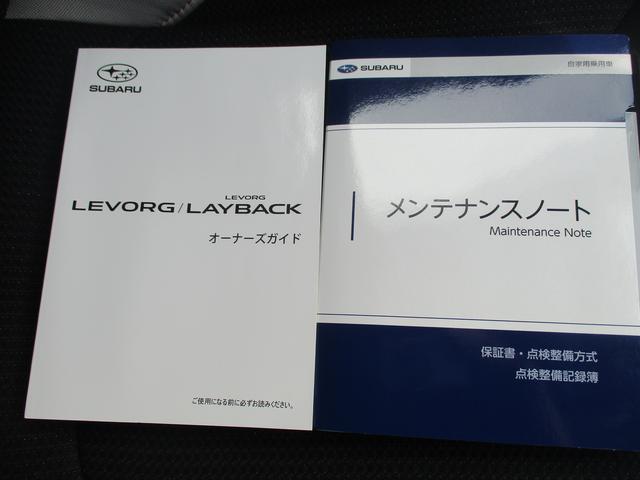 SUBARU
LEVORG
LEVORG/LAYBACK
オーナーズガイド
ご使用になる前に必ずお読みください。
SUBARU
自家用乗用車
メンテナンスノート
Maintenance Note
保証書・点検整備方式
点検整備記録簿